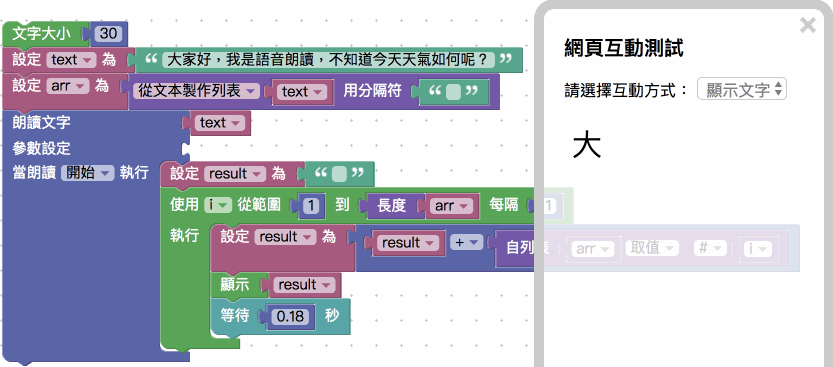 文字大小 30
設定 text 為 “ 大家好，我是語音朗讀，不知道今天天氣如何呢？ ”
設定 arr 為 從文本製作列表 text 用分隔符 “ ”
朗讀文字 text
參數設定
當朗讀 開始 執行 設定 result 為 “ ”
使用 i 從範圍 1 到 長度 arr 每隔 1
執行 設定 result 為 result + 自列表 arr 取值 # i
顯示 result
等待 0.18 秒
×
網頁互動測試
請選擇互動方式： 顯示文字
大